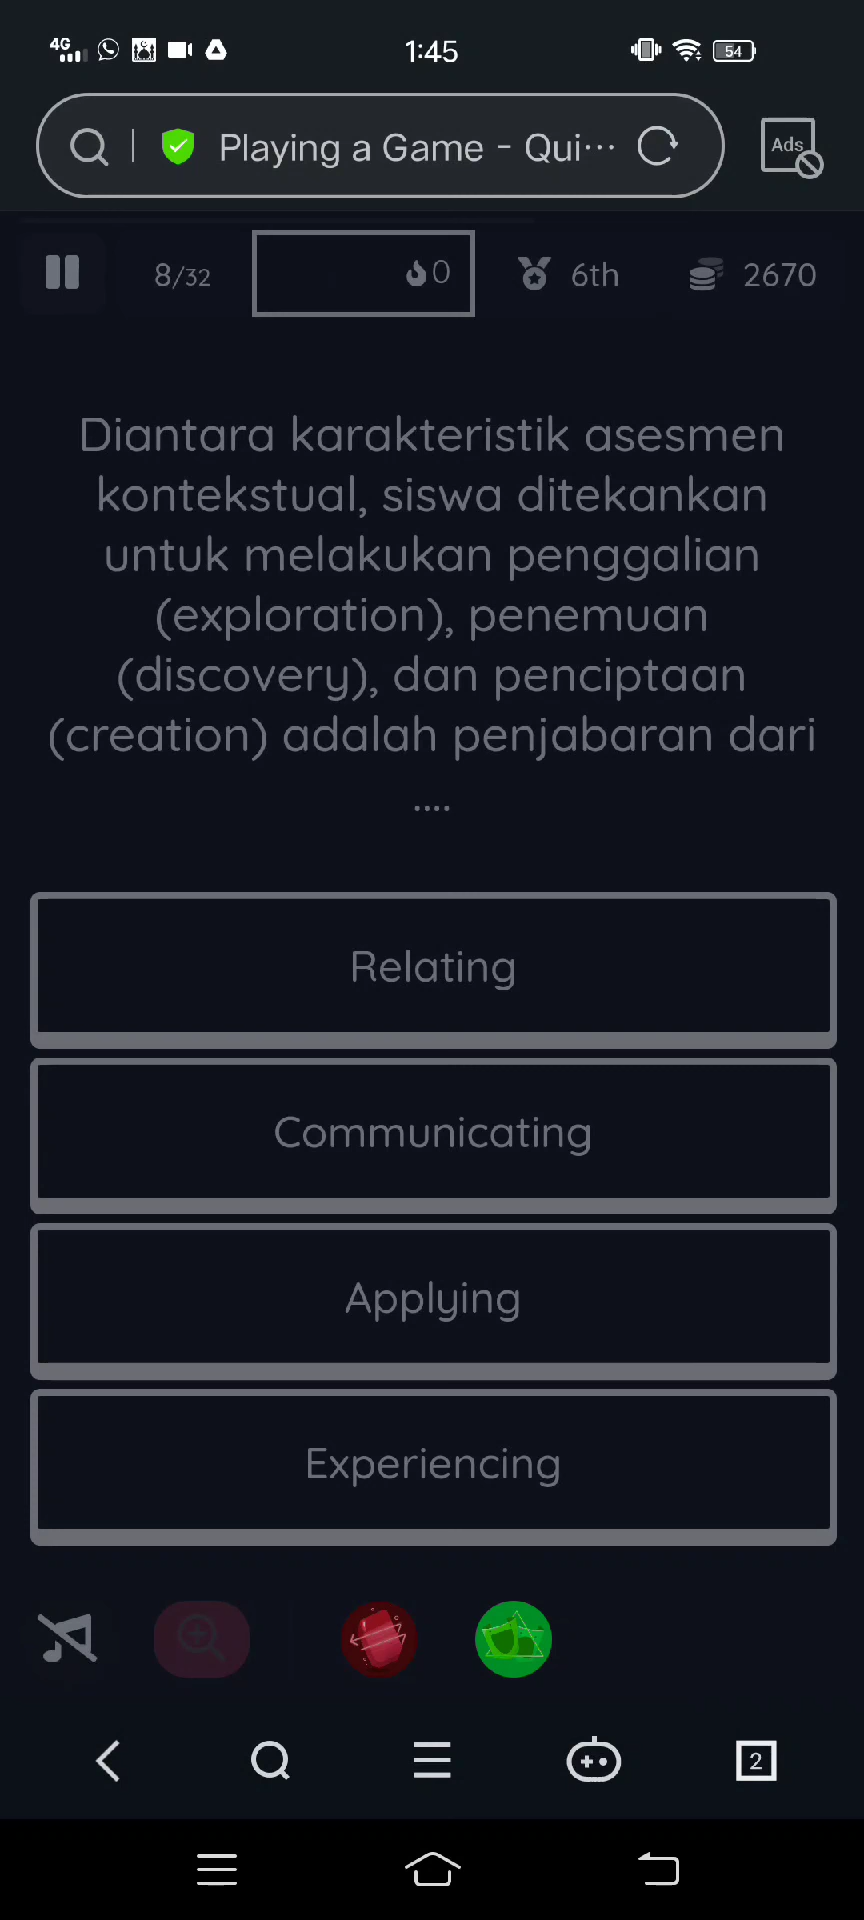 4G 1:45 54
Playing a Game - Qui··· Ads
8/32 0 6th 2670
Diantara karakteristik asesmen
kontekstual, siswa ditekankan
untuk melakukan penggalian
(exploration), penemuan
(discovery), dan penciptaan
(creation) adalah penjabaran dari
....
Relating
Communicating
Applying
Experiencing
2